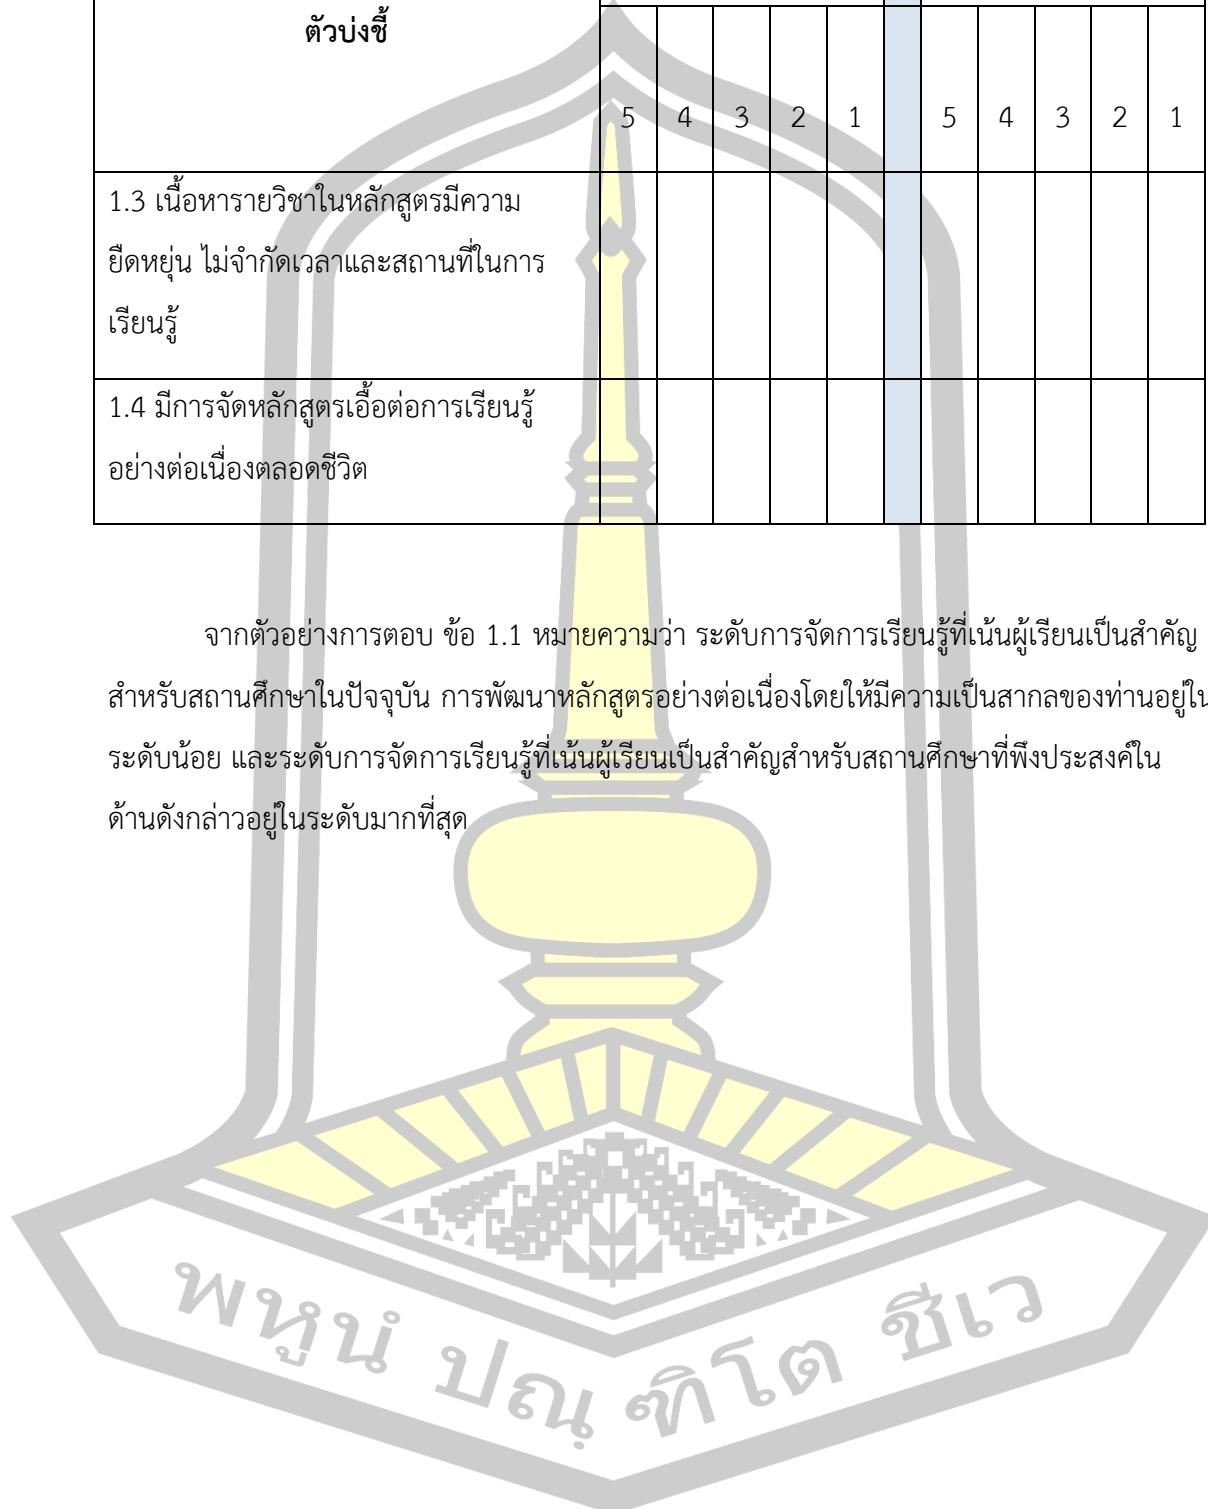 ตัวบ่งชี้
5 4 3 2 1 5 4 3 2 1
1.3 เนื้อหารายวิชาในหลักสูตรมีความ
ยืดหยุ่น ไม่จำกัดเวลาและสถานที่ในการ
เรียนรู้
1.4 มีการจัดหลักสูตรเอื้อต่อการเรียนรู้
อย่างต่อเนื่องตลอดชีวิต
จากตัวอย่างการตอบ ข้อ 1.1 หมายความว่า ระดับการจัดการเรียนรู้ที่เน้นผู้เรียนเป็นสำคัญ
สำหรับสถานศึกษาในปัจจุบัน การพัฒนาหลักสูตรอย่างต่อเนื่องโดยให้มีความเป็นสากลของท่านอยู่ใน
ระดับน้อย และระดับการจัดการเรียนรู้ที่เน้นผู้เรียนเป็นสำคัญสำหรับสถานศึกษาที่พึงประสงค์ใน
ด้านดังกล่าวอยู่ในระดับมากที่สุด
พหูนํ ปณฺ ฑิโต ชีเว